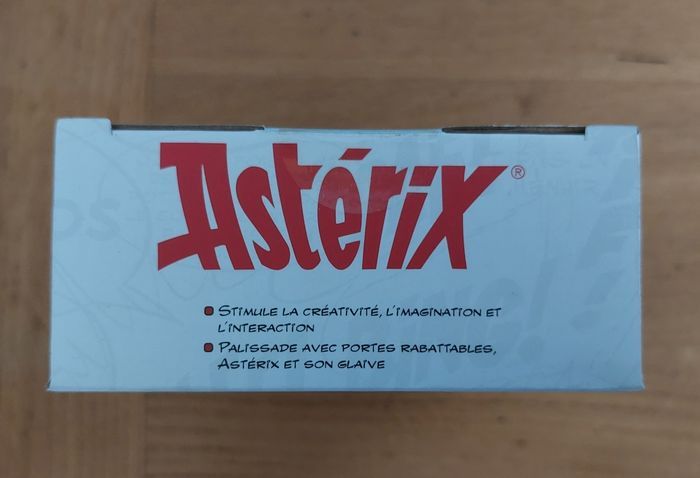 Astérix®
STIMULE LA CRÉATIVITÉ, L'IMAGINATION ET
L'INTERACTION
PALISSADE AVEC PORTES RABATTABLES,
ASTÉRIX ET SON GLAIVE